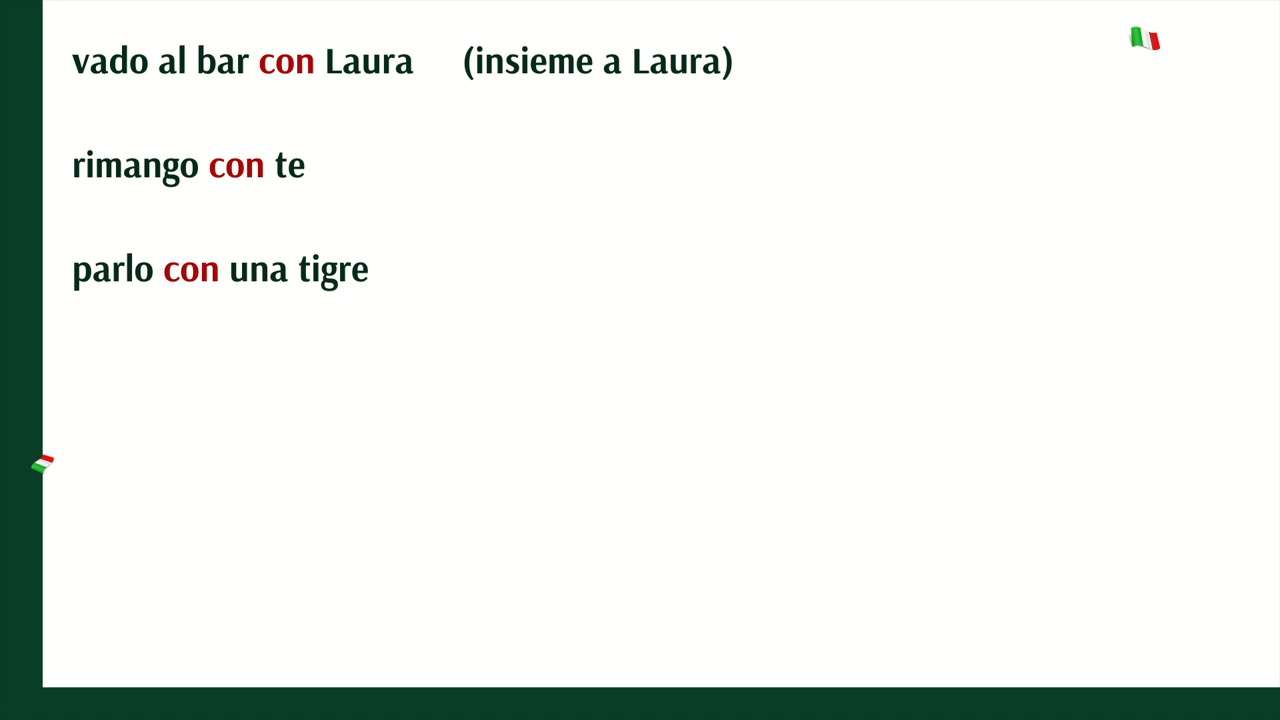 vado al bar con Laura (insieme a Laura)
rimango con te
parlo con una tigre